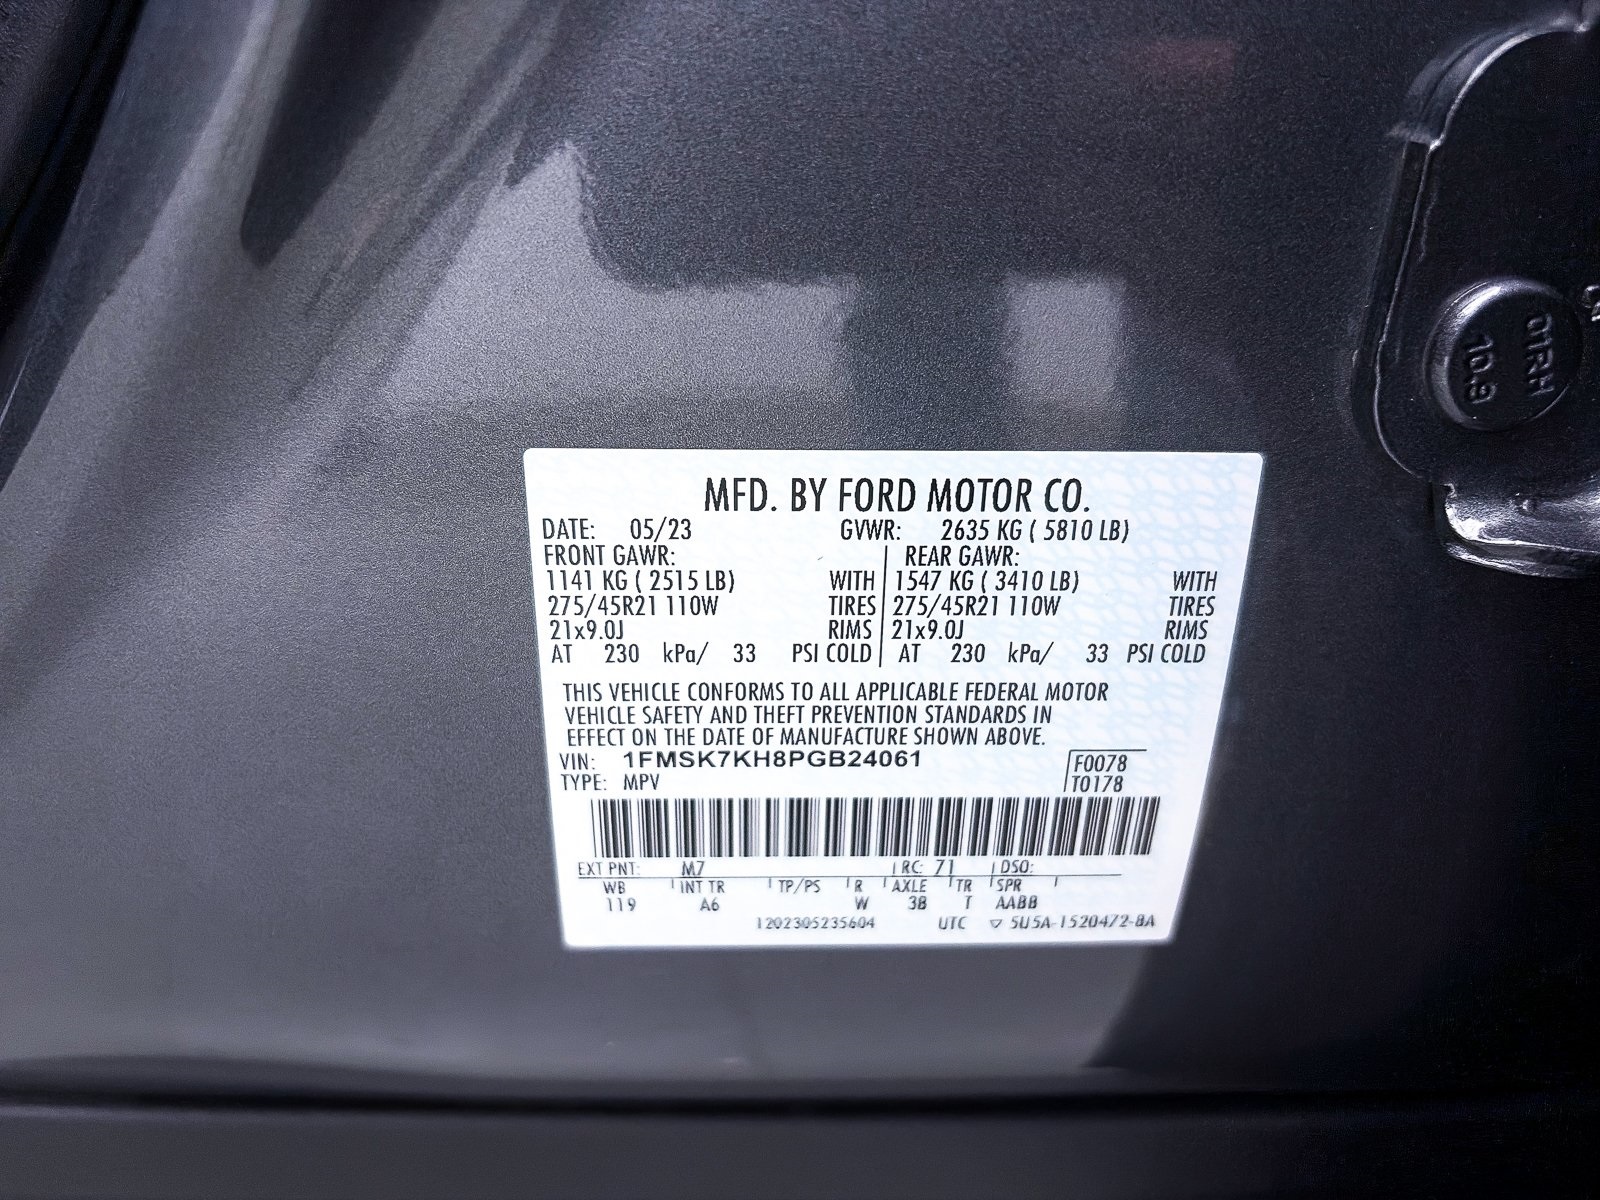 MFD. BY FORD MOTOR CO.
DATE: 05/23 GVWR: 2635 KG ( 5810 LB)
FRONT GAWR: REAR GAWR:
1141 KG ( 2515 LB) WITH 1547 KG ( 3410 LB) WITH
275/45R21 110W TIRES 275/45R21 110W TIRES
21x9.0J RIMS 21x9.0J RIMS
AT 230 kPa/ 33 PSI COLD AT 230 kPa/ 33 PSI COLD
THIS VEHICLE CONFORMS TO ALL APPLICABLE FEDERAL MOTOR
VEHICLE SAFETY AND THEFT PREVENTION STANDARDS IN
EFFECT ON THE DATE OF MANUFACTURE SHOWN ABOVE.
VIN: 1FMSK7KH8PGB24061 F0078
TYPE: MPV T0178
EXT PNT: M7 RC: 71 DSO:
WB INT TR TP/PS R AXLE TR SPR
119 A6 W 3B T AABB
1202305235604 UTC ▽ 5U5A-1520472-BA
01RH
10.8